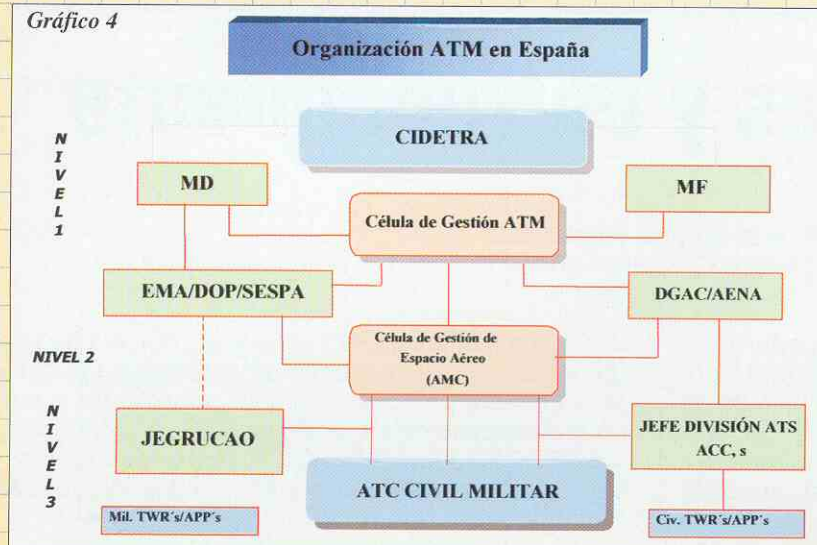 Gráfico 4
Organización ATM en España
CIDETRA
NIVEL 1
MD
MF
Célula de Gestión ATM
EMA/DOP/SESPA
DGAC/AENA
NIVEL 2
Célula de Gestión de
Espacio Aéreo
(AMC)
NIVEL 3
JEGRUCAO
JEFE DIVISIÓN ATS
ACC, s
ATC CIVIL MILITAR
Mil. TWR´s/APP´s
Civ. TWR´s/APP´s